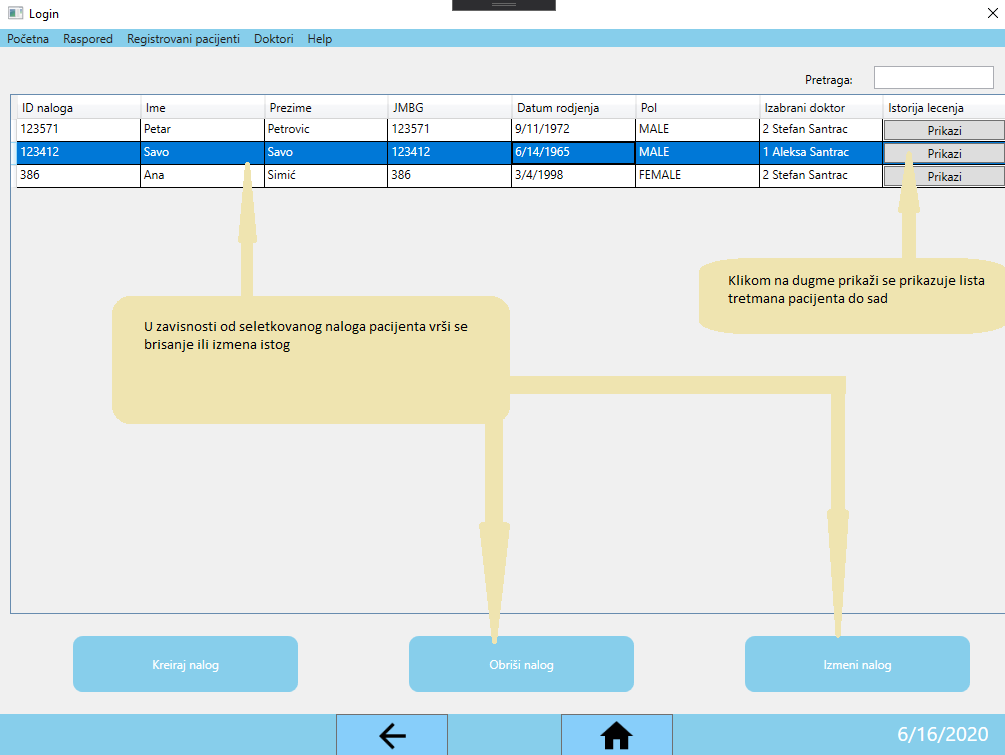 Login
Početna Raspored Registrovani pacijenti Doktori Help
Pretraga:
ID naloga Ime Prezime JMBG Datum rodjenja Pol Izabrani doktor Istorija lecenja
123571 Petar Petrovic 123571 9/11/1972 MALE 2 Stefan Santrac Prikazi
123412 Savo Savo 123412 6/14/1965 MALE 1 Aleksa Santrac Prikazi
386 Ana Simić 386 3/4/1998 FEMALE 2 Stefan Santrac Prikazi
Klikom na dugme prikaži se prikazuje lista
tretmana pacijenta do sad
U zavisnosti od seletkovanog naloga pacijenta vrši se
brisanje ili izmena istog
Kreiraj nalog Obriši nalog Izmeni nalog
6/16/2020